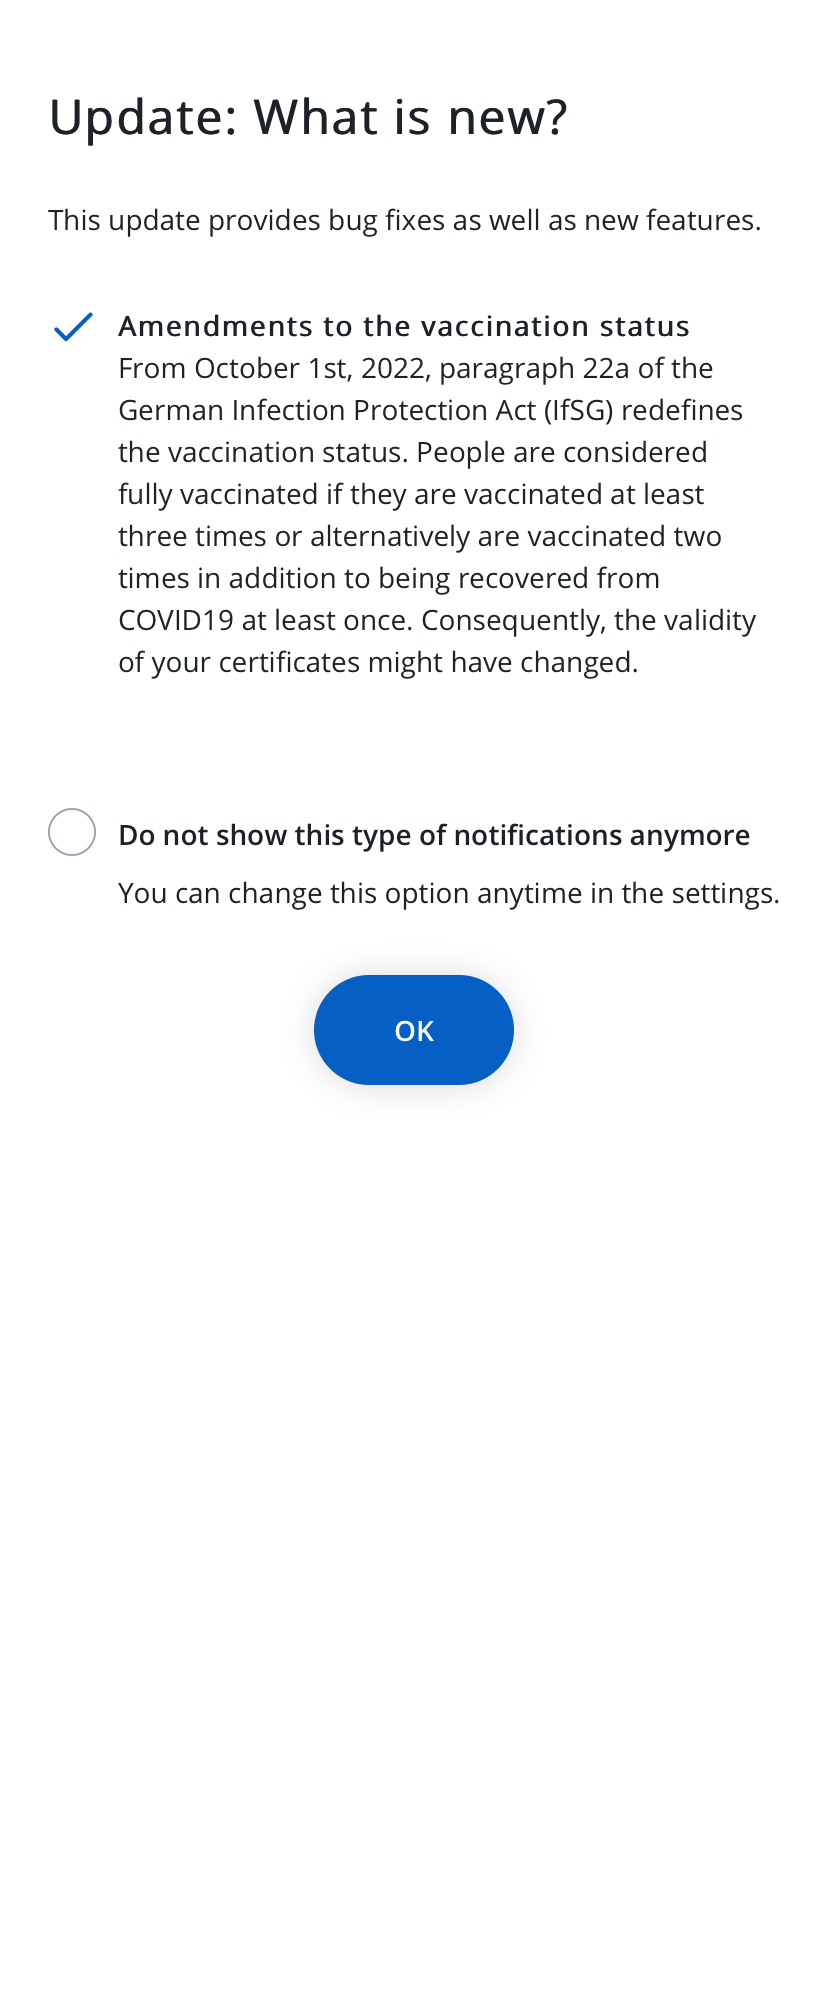 Update: What is new?
This update provides bug fixes as well as new features.
Amendments to the vaccination status
From October 1st, 2022, paragraph 22a of the
German Infection Protection Act (IfSG) redefines
the vaccination status. People are considered
fully vaccinated if they are vaccinated at least
three times or alternatively are vaccinated two
times in addition to being recovered from
COVID19 at least once. Consequently, the validity
of your certificates might have changed.
Do not show this type of notifications anymore
You can change this option anytime in the settings.
OK